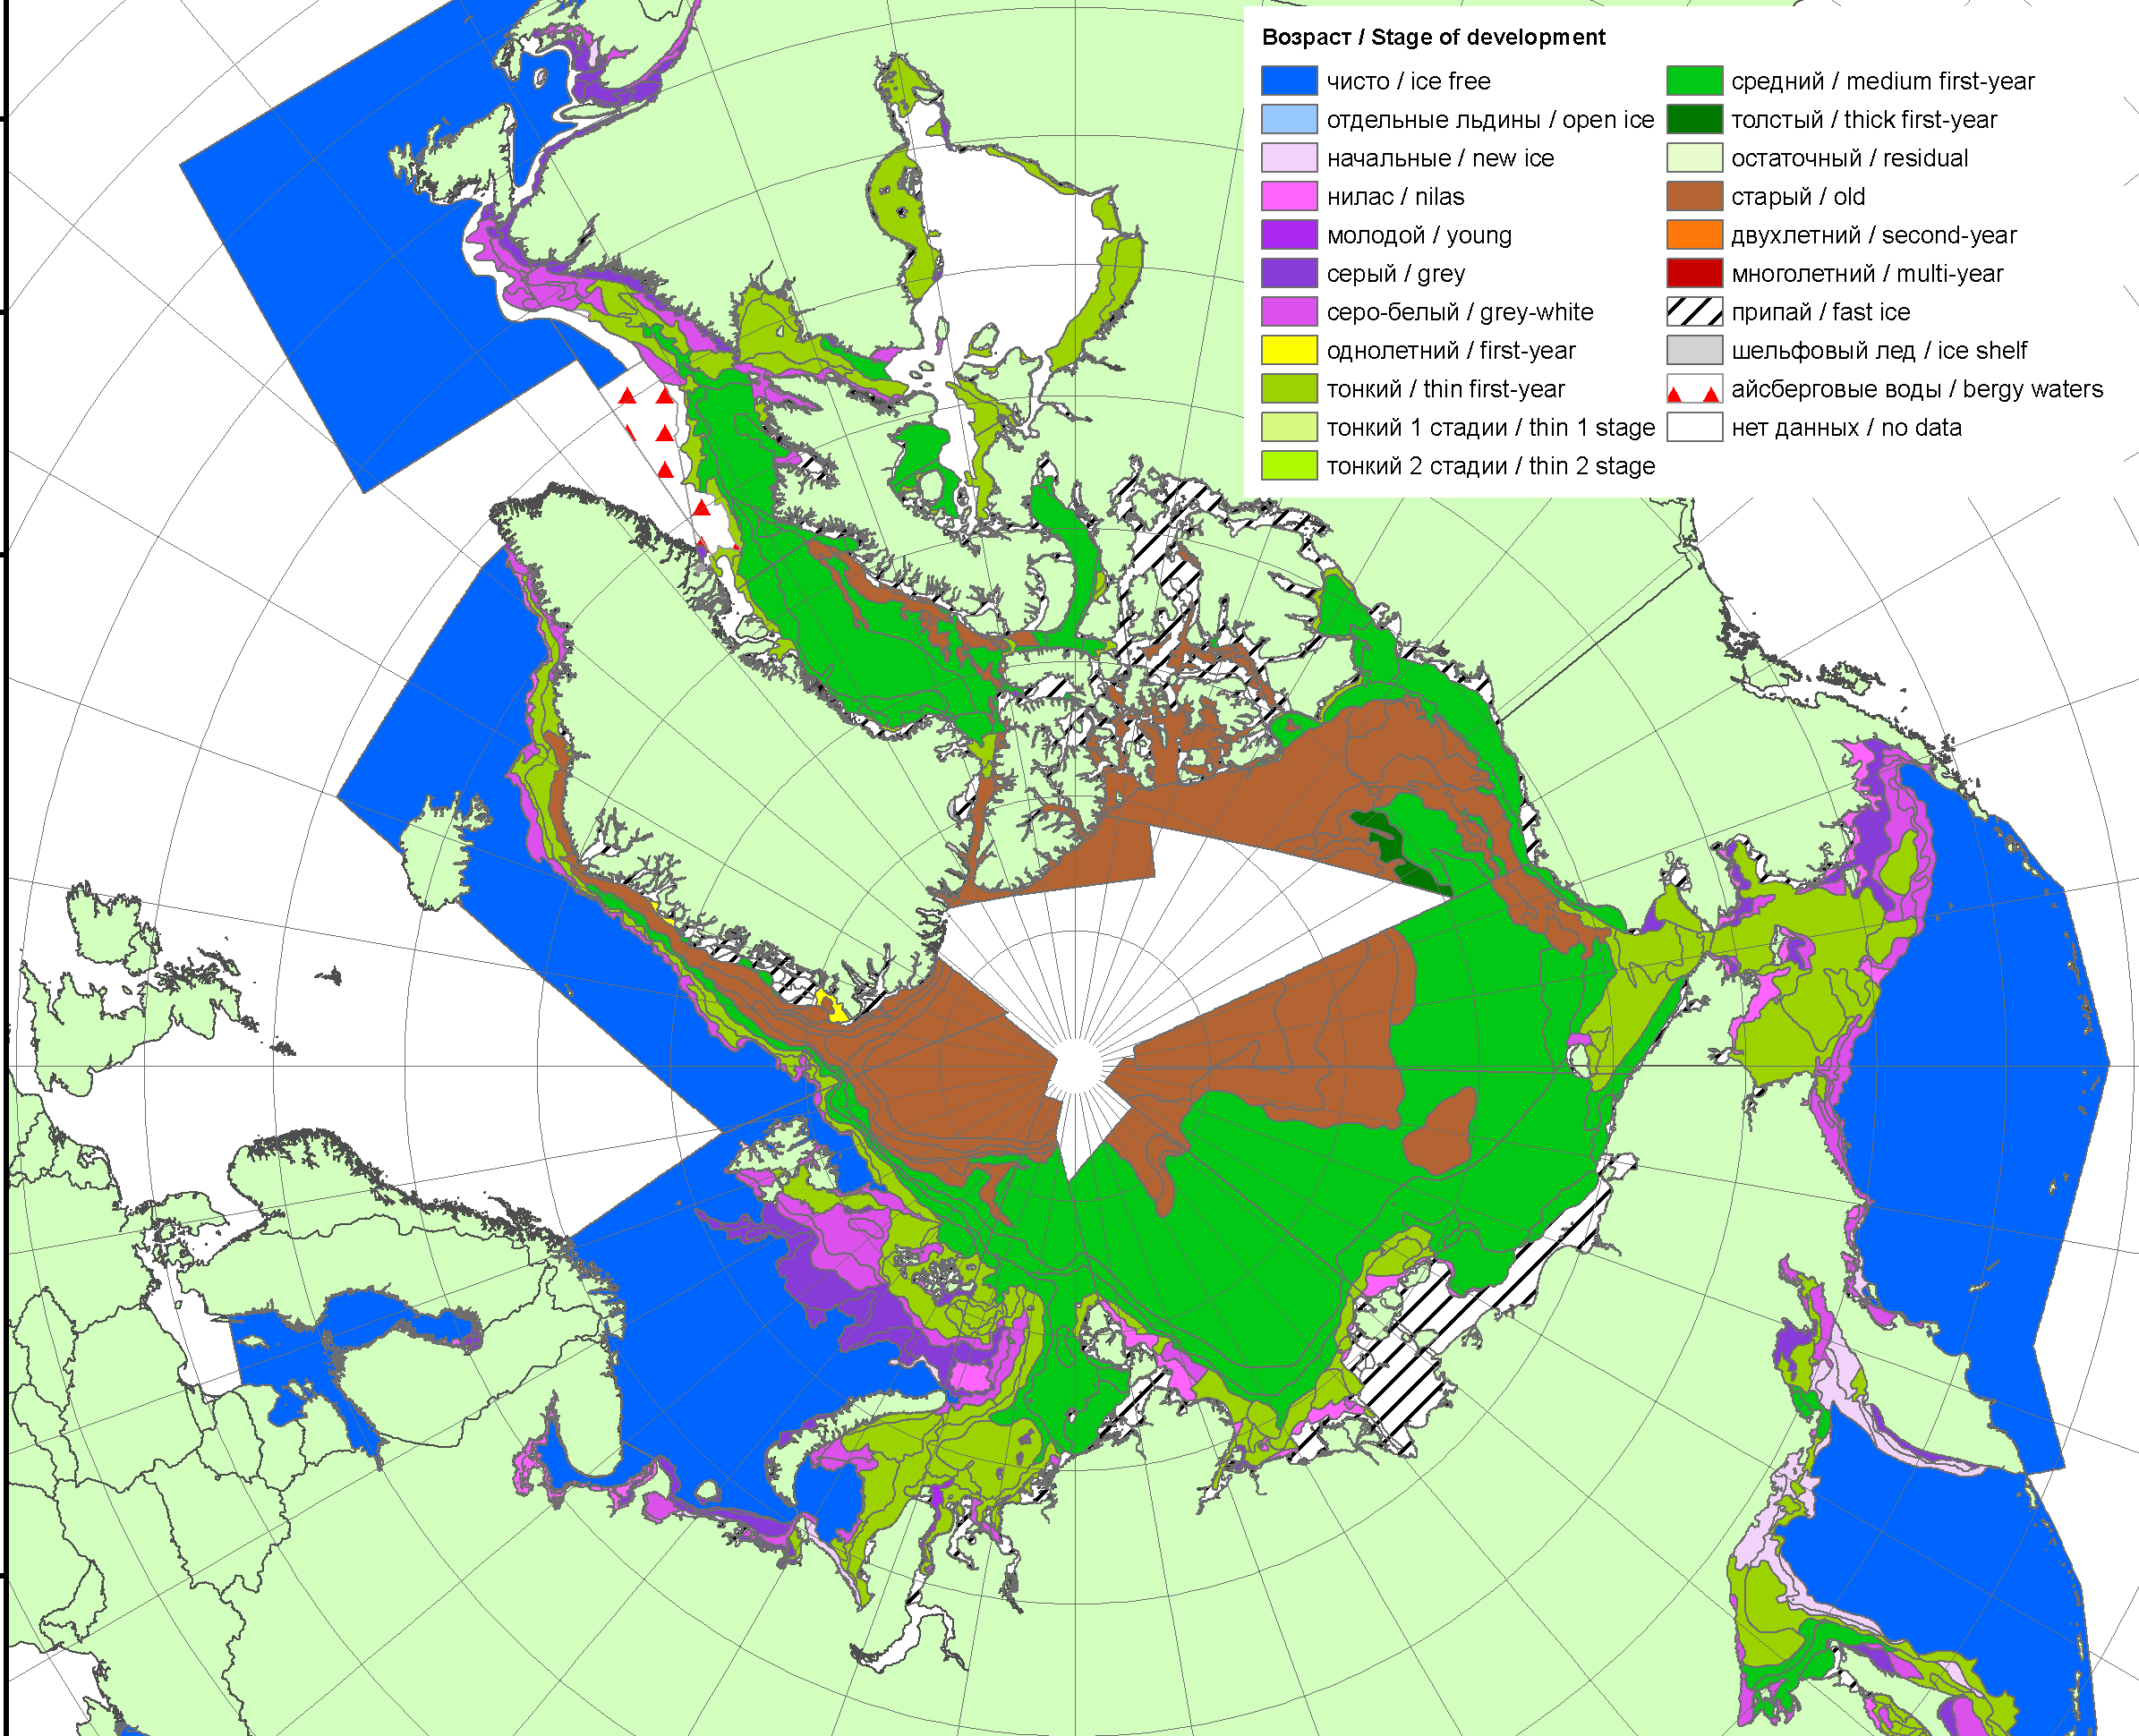 Возраст / Stage of development
чисто / ice free
отдельные льдины / open ice
начальные / new ice
нилас / nilas
молодой / young
серый / grey
серо-белый / grey-white
однолетний / first-year
тонкий / thin first-year
тонкий 1 стадии / thin 1 stage
тонкий 2 стадии / thin 2 stage
средний / medium first-year
толстый / thick first-year
остаточный / residual
старый / old
двухлетний / second-year
многолетний / multi-year
припай / fast ice
шельфовый лед / ice shelf
айсберговые воды / bergy waters
нет данных / no data